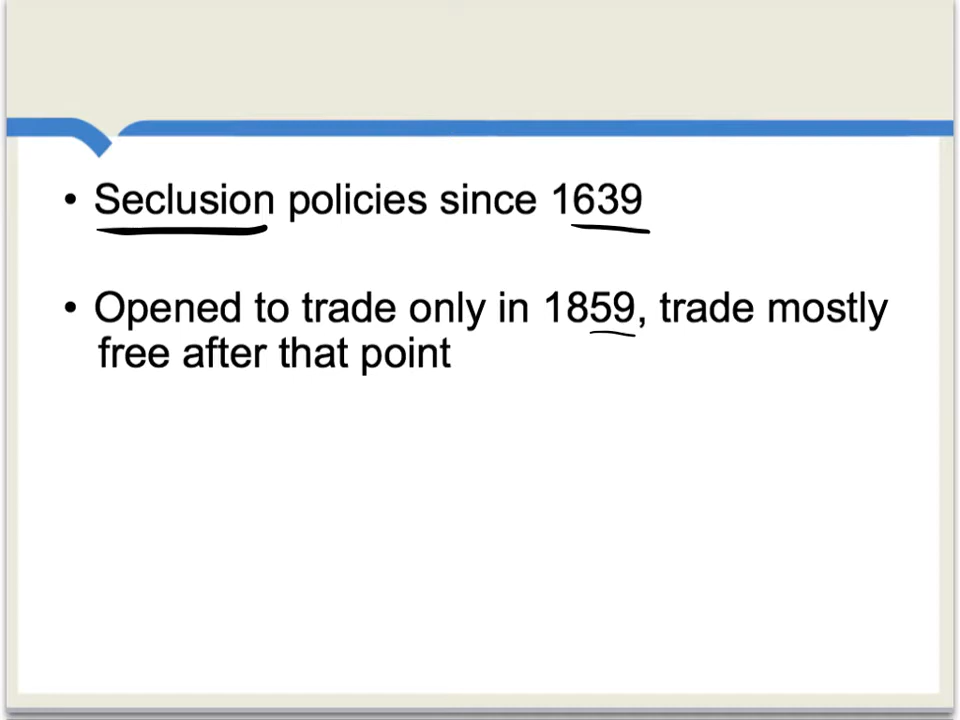 • Seclusion policies since 1639
• Opened to trade only in 1859, trade mostly
free after that point